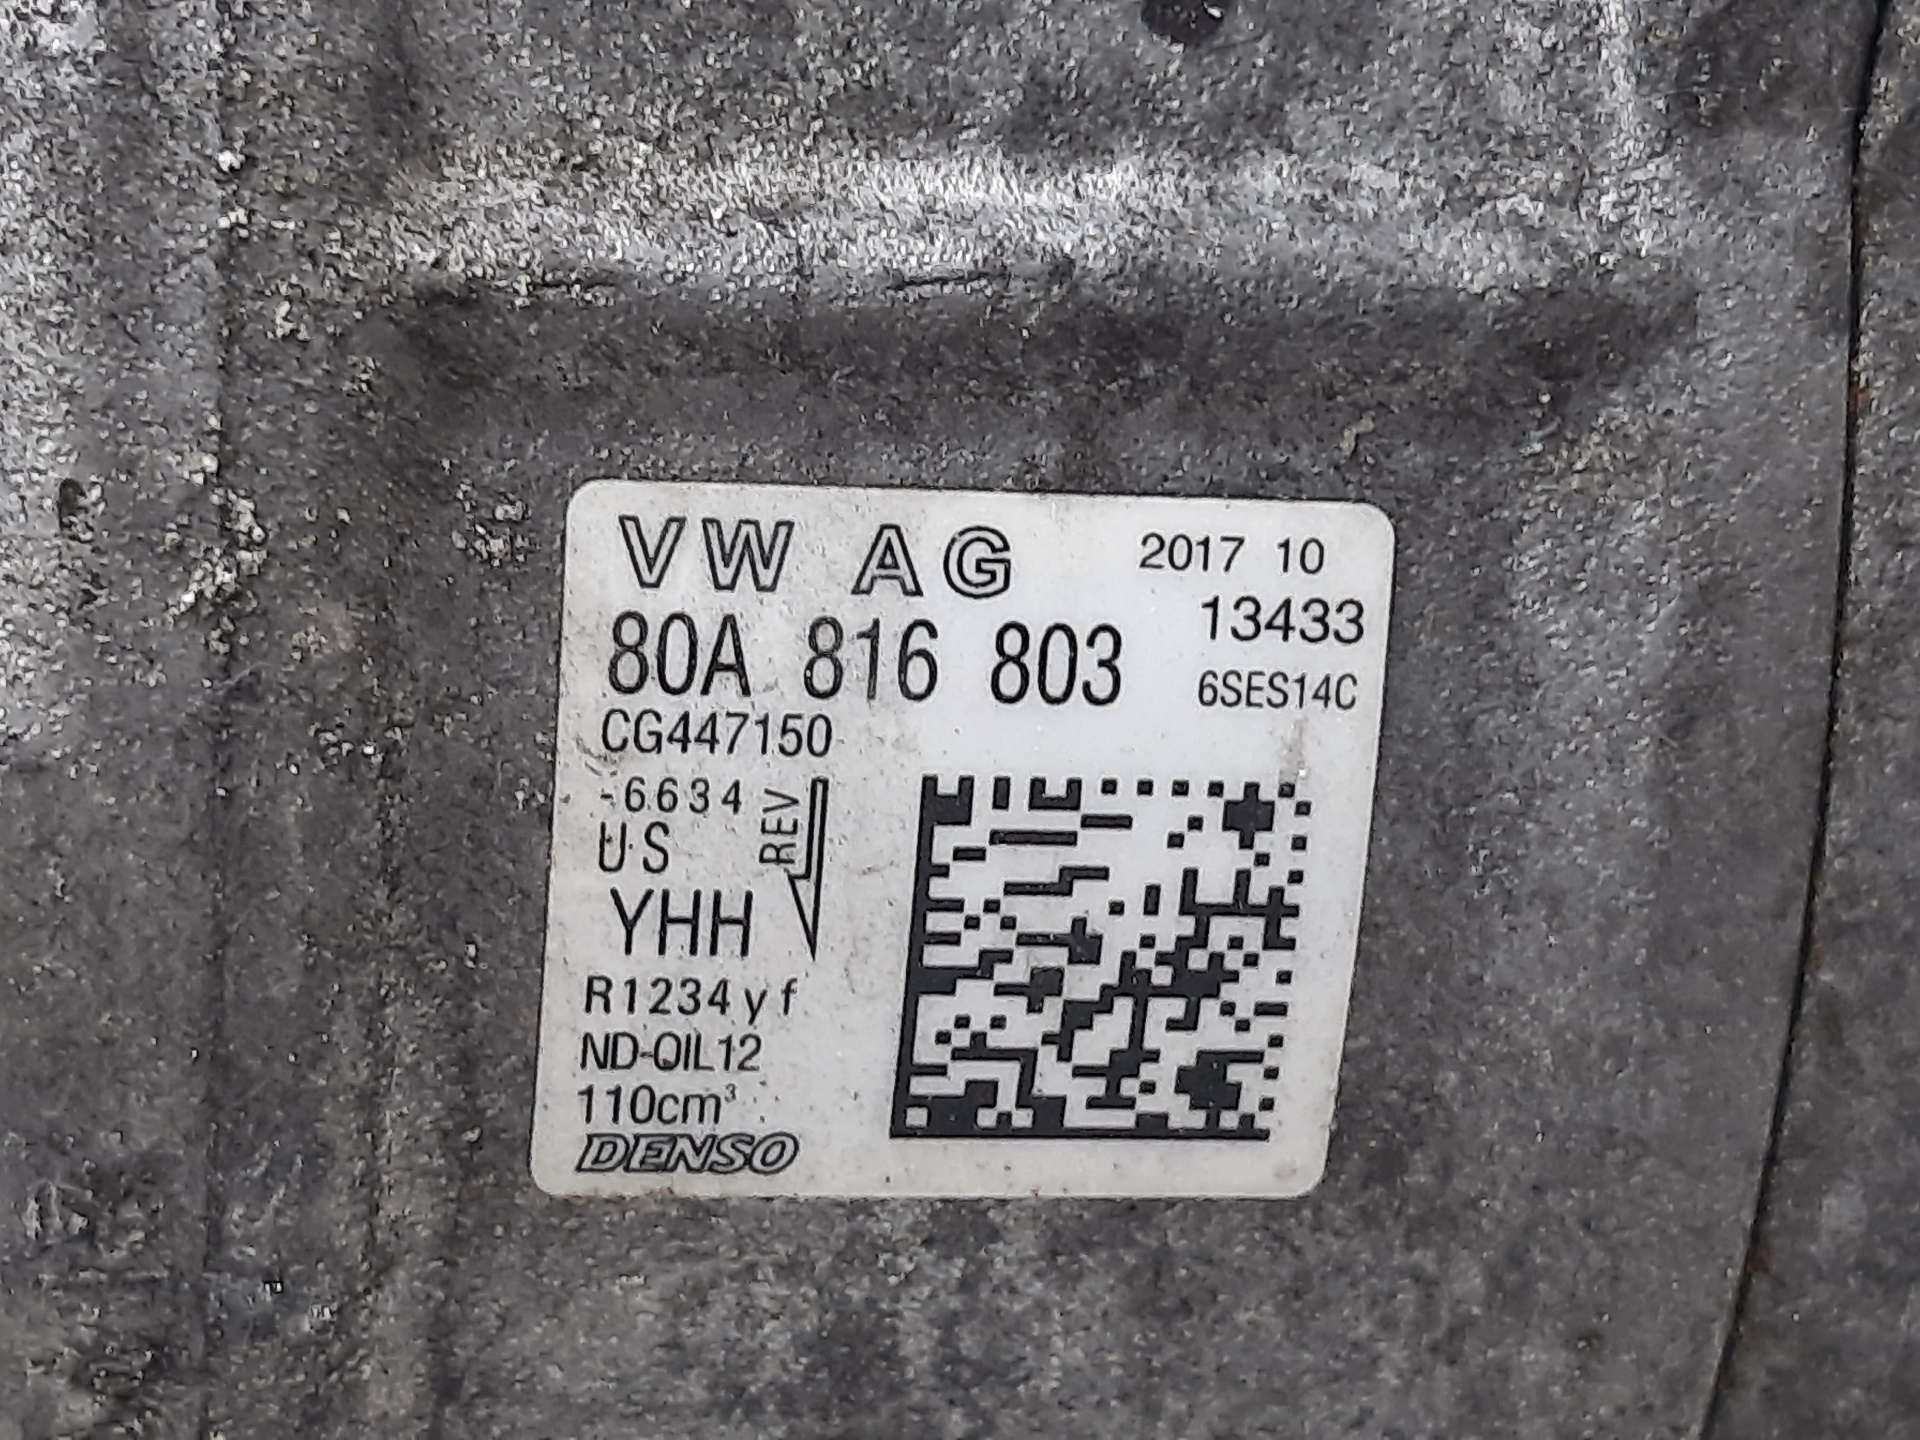 VW AG 2017 10
80A 816 803 13433
6SES14C
CG447150
-6634
US
REV
YHH
R1234yf
ND-OIL12
110cm³
DENSO